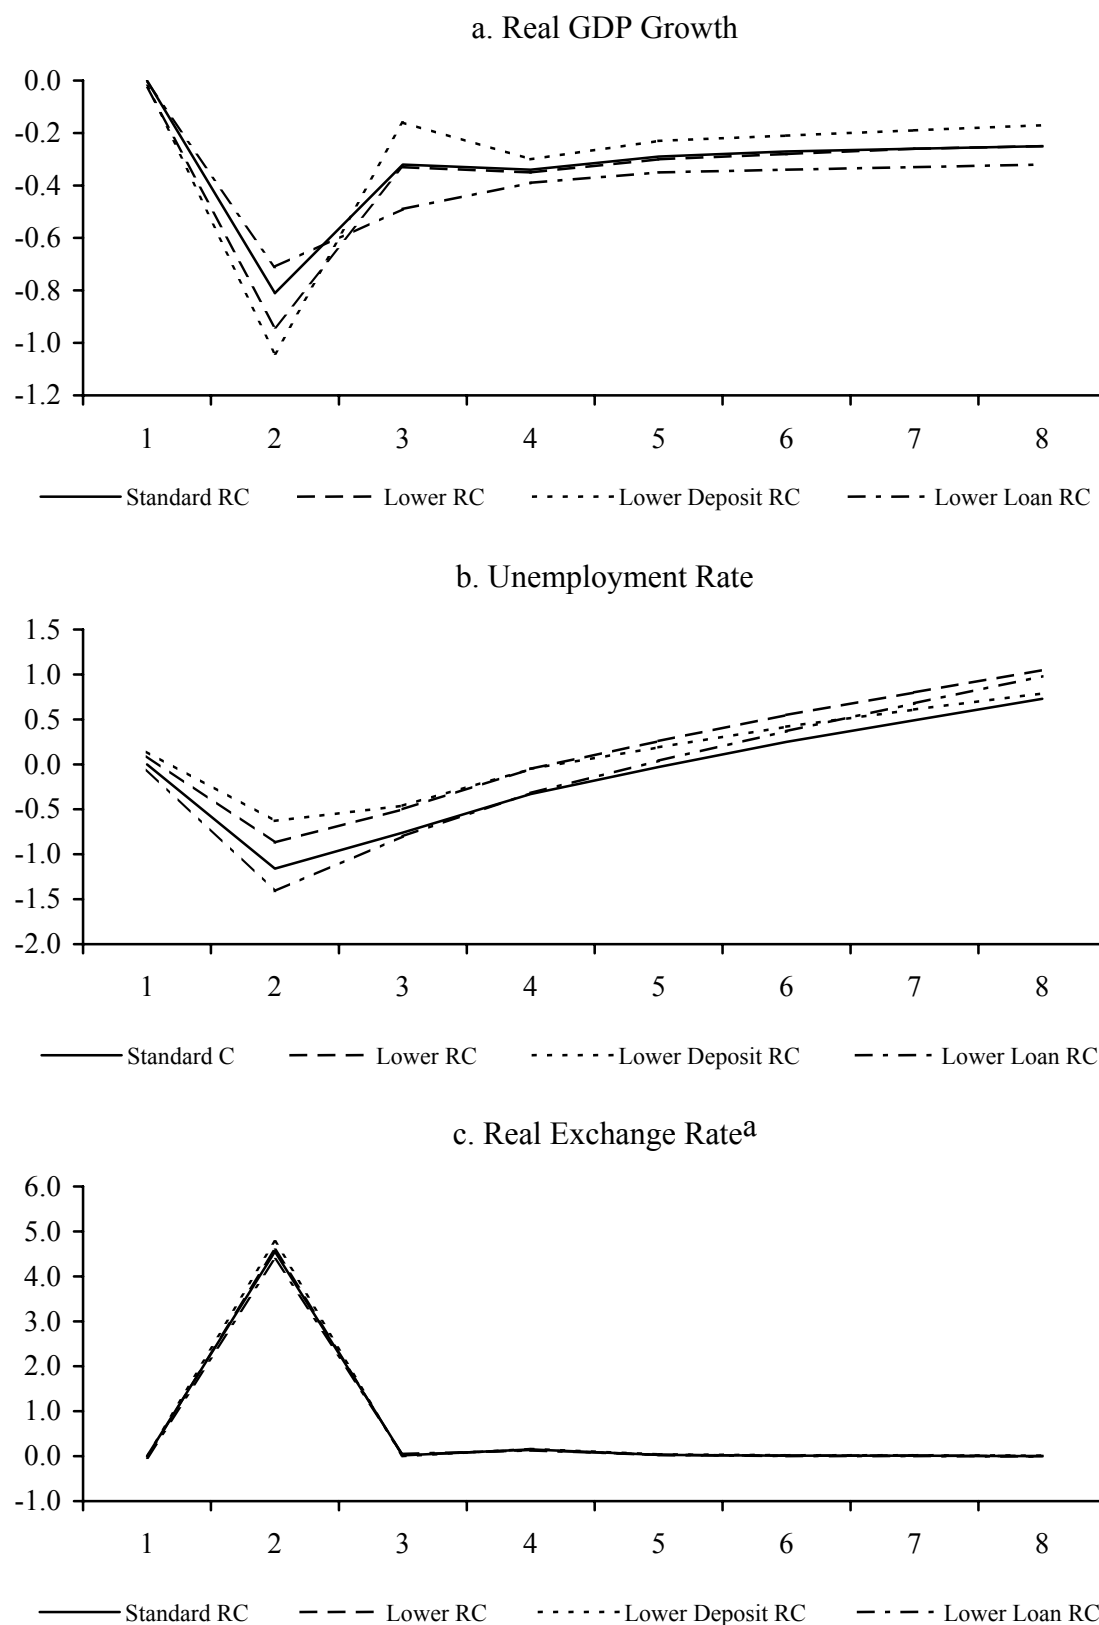 a. Real GDP Growth
0.0
-0.2
-0.4
-0.6
-0.8
-1.0
-1.2
1 2 3 4 5 6 7 8
Standard RC Lower RC Lower Deposit RC Lower Loan RC
b. Unemployment Rate
1.5
1.0
0.5
0.0
-0.5
-1.0
-1.5
-2.0
1 2 3 4 5 6 7 8
Standard C Lower RC Lower Deposit RC Lower Loan RC
c. Real Exchange Rateª
6.0
5.0
4.0
3.0
2.0
1.0
0.0
-1.0
1 2 3 4 5 6 7 8
Standard RC Lower RC Lower Deposit RC Lower Loan RC